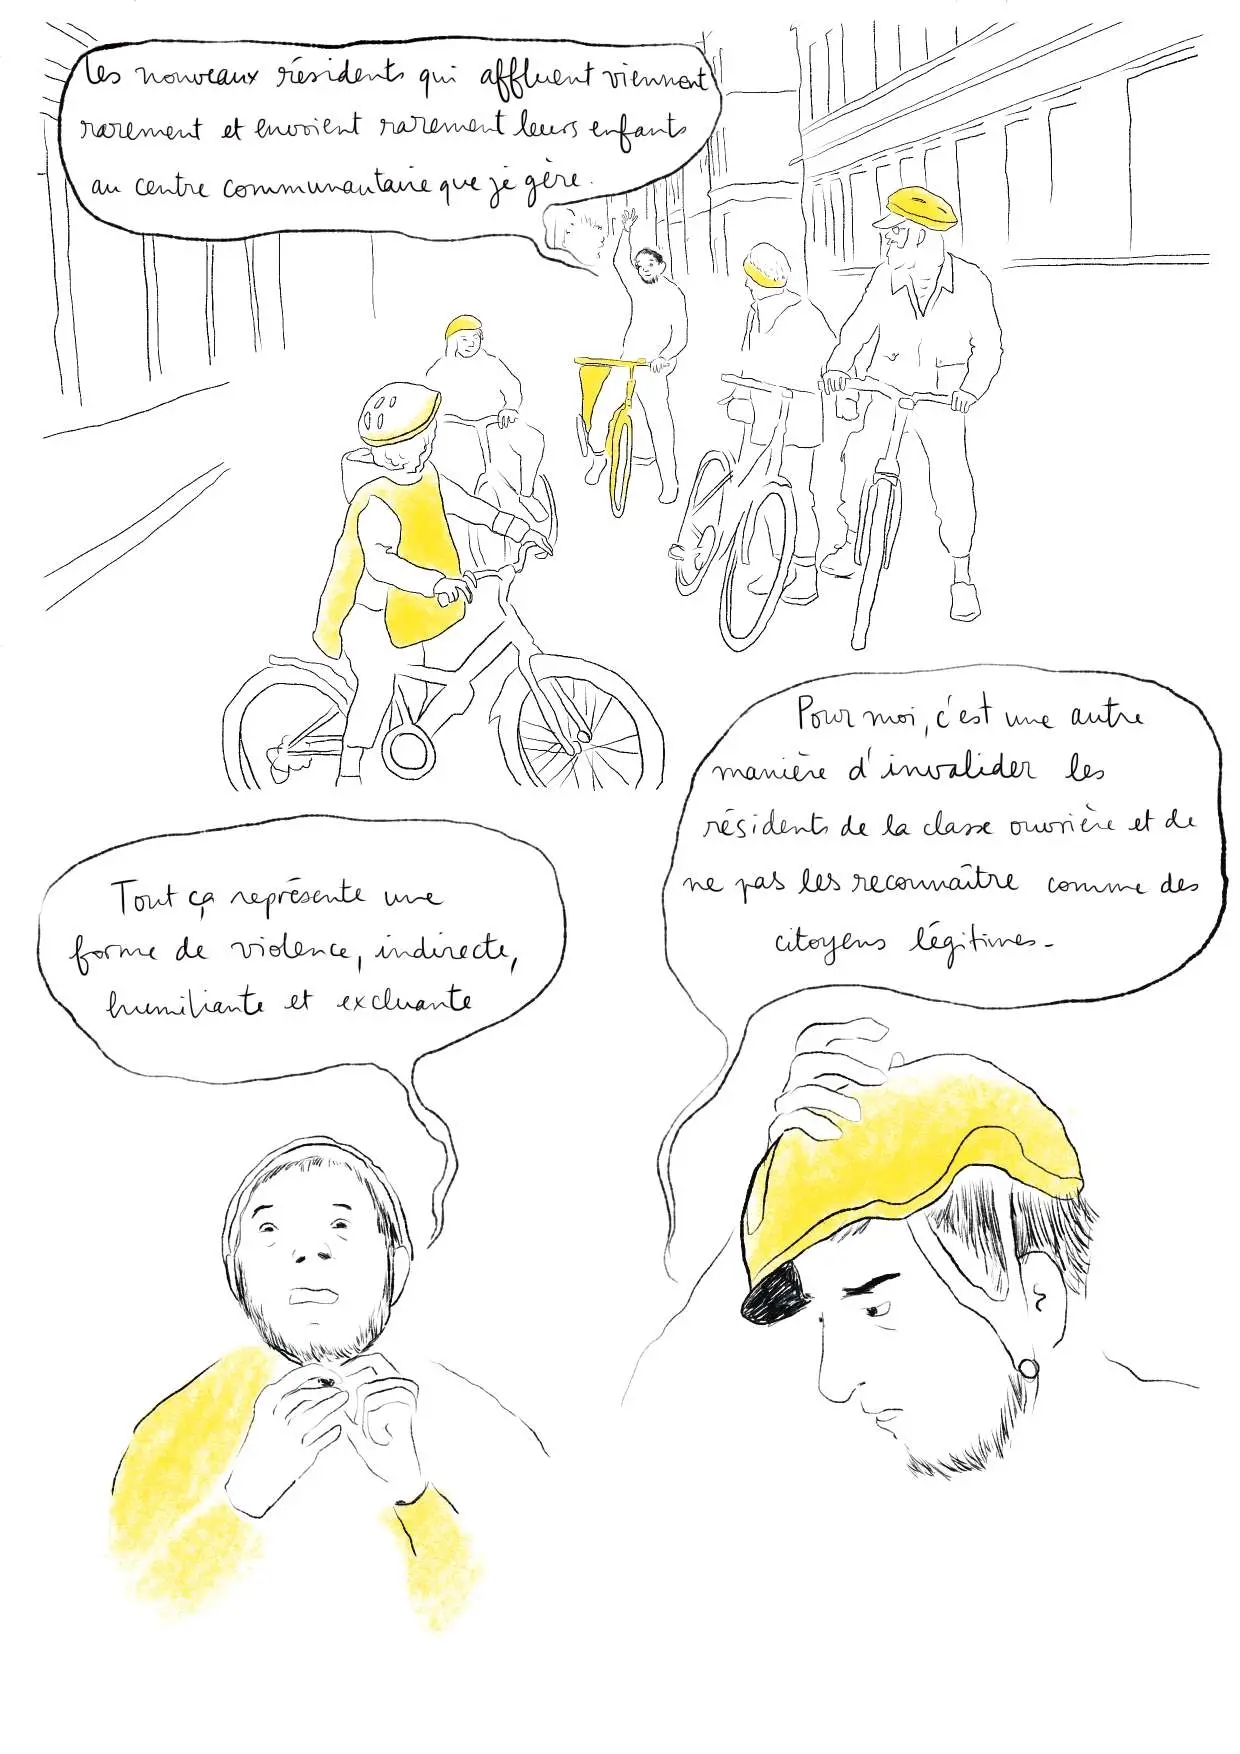 Les nouveaux résidents qui affluent viennent
rarement et envoient rarement leurs enfants
au centre communautaire que je gère.
Pour moi, c'est une autre
manière d'invalider les
résidents de la classe ouvrière et de
ne pas les reconnaître comme des
citoyens légitimes -
Tout ça représente une
forme de violence, indirecte,
humiliante et excluante